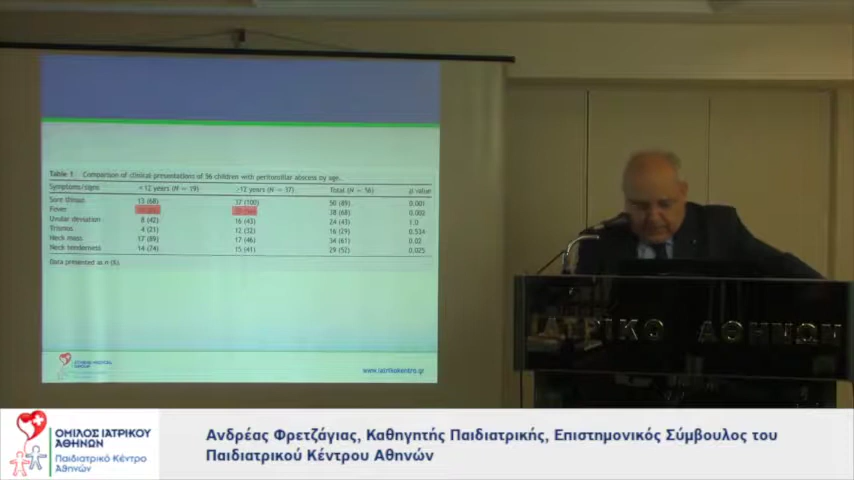 Table 1 Comparison of clinical presentations of 56 children with peritonsillar abscess by age.
Symptoms/signs <12 years (N = 19) ≥12 years (N = 37) Total (N = 56) p value
Sore throat 13 (68) 37 (100) 50 (89) 0.001
Fever 38 (68) 0.002
Uvular deviation 8 (42) 16 (43) 24 (43) 1.0
Trismus 4 (21) 12 (32) 16 (29) 0.534
Neck mass 17 (89) 17 (46) 34 (61) 0.02
Neck tenderness 14 (74) 15 (41) 29 (52) 0.025
Data presented as n (%).
www.iatrikokentro.gr
ΙΑΤΡΙΚΟ ΑΘΗΝΩΝ
ΟΜΙΛΟΣ ΙΑΤΡΙΚΟΥ
ΑΘΗΝΩΝ
Παιδιατρικό Κέντρο
Αθηνών
Ανδρέας Φρετζάγιας, Καθηγητής Παιδιατρικής, Επιστημονικός Σύμβουλος του
Παιδιατρικού Κέντρου Αθηνών